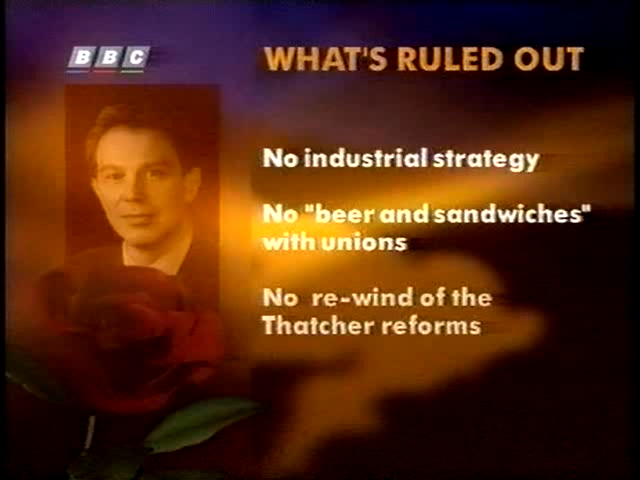 BBC
WHAT'S RULED OUT
No industrial strategy
No "beer and sandwiches"
with unions
No re-wind of the
Thatcher reforms